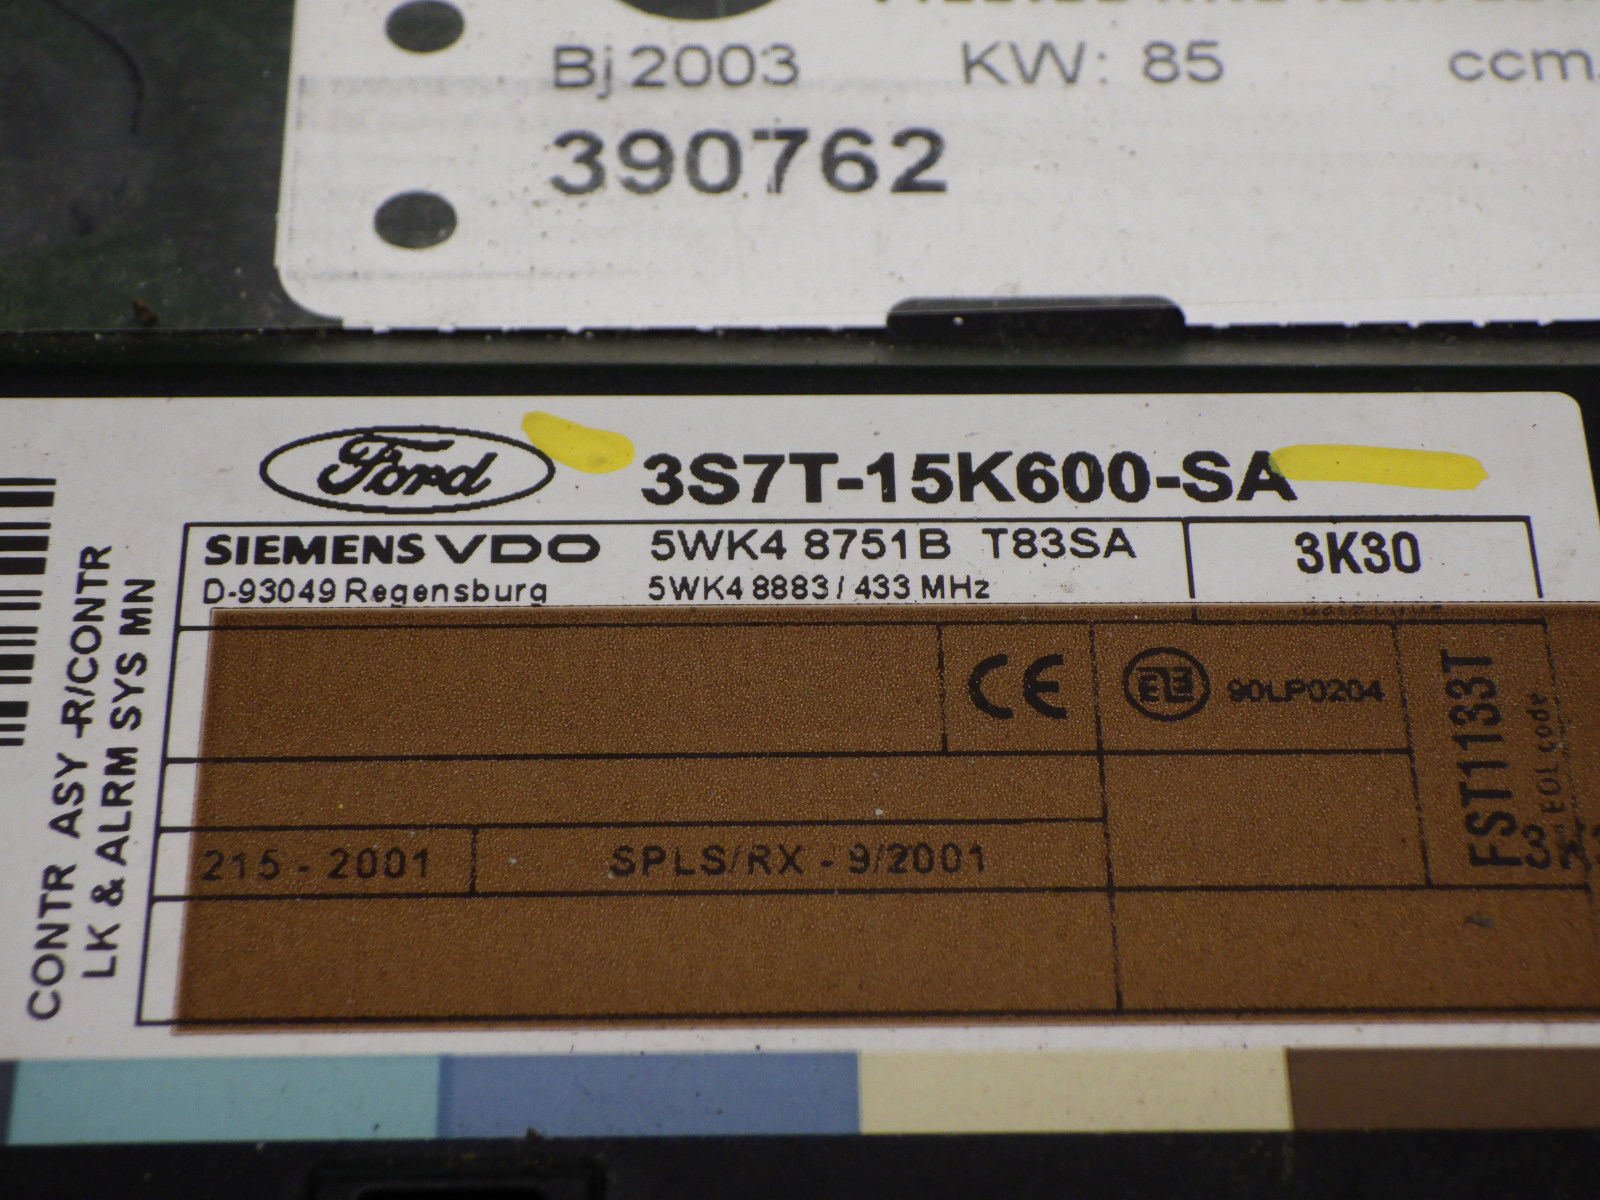 Bj 2003 KW: 85 ccm.
390762
Ford 3S7T-15K600-SA
SIEMENS VDO 5WK4 8751B T83SA 3K30
D-93049 Regensburg 5WK4 8883 / 433 MHz
CONTR ASY -R/CONTR
LK & ALRM SYS MN
CE 90LP0204
FST1133T
EOL code
215 - 2001 SPLS/RX - 9/2001